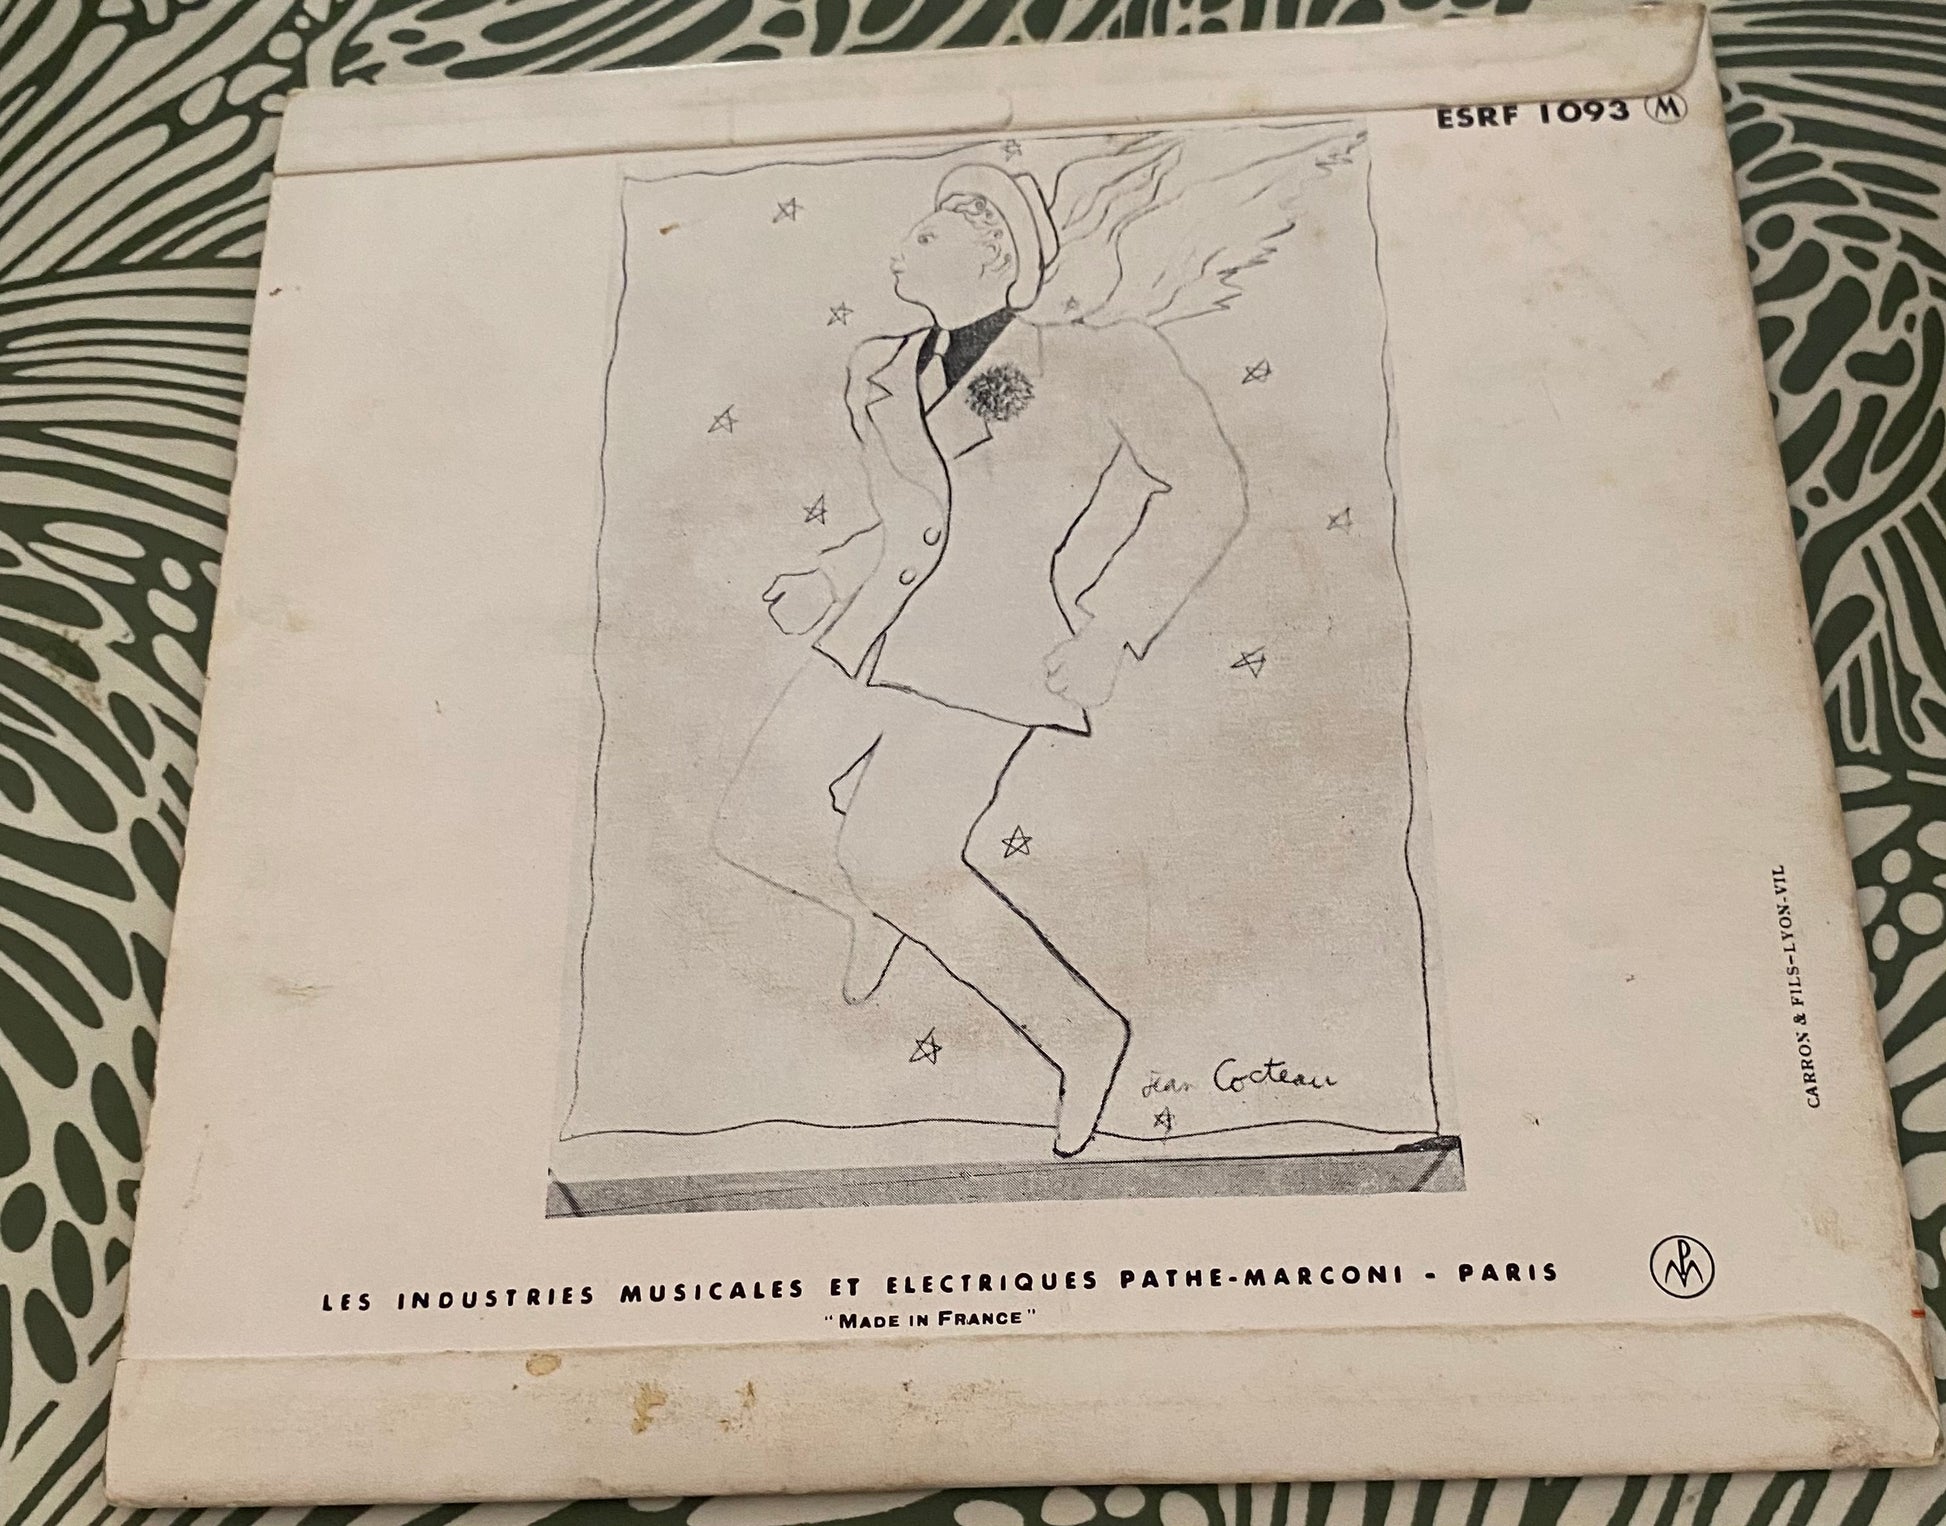 ESRF 1093 M
Jean Cocteau
CARRON & FILS-LYON-VIL
LES INDUSTRIES MUSICALES ET ELECTRIQUES PATHE-MARCONI - PARIS
"MADE IN FRANCE"